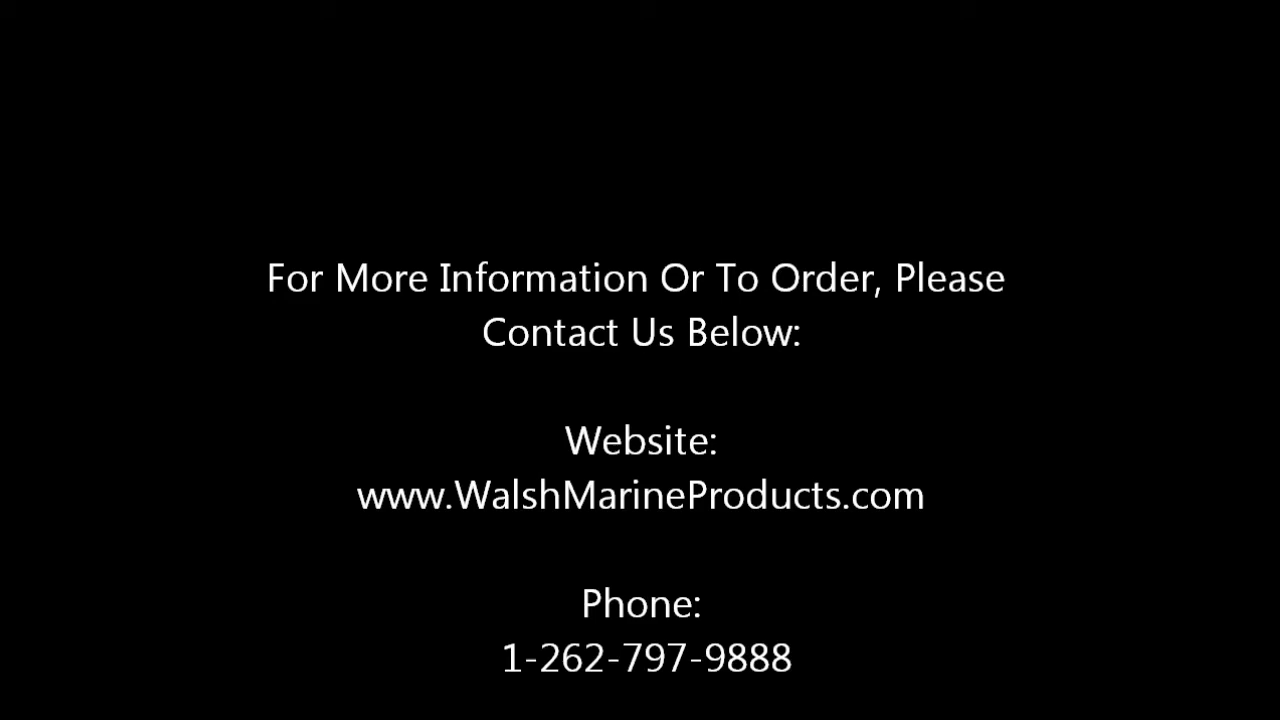 For More Information Or To Order, Please
Contact Us Below:
Website:
www.WalshMarineProducts.com
Phone:
1-262-797-9888